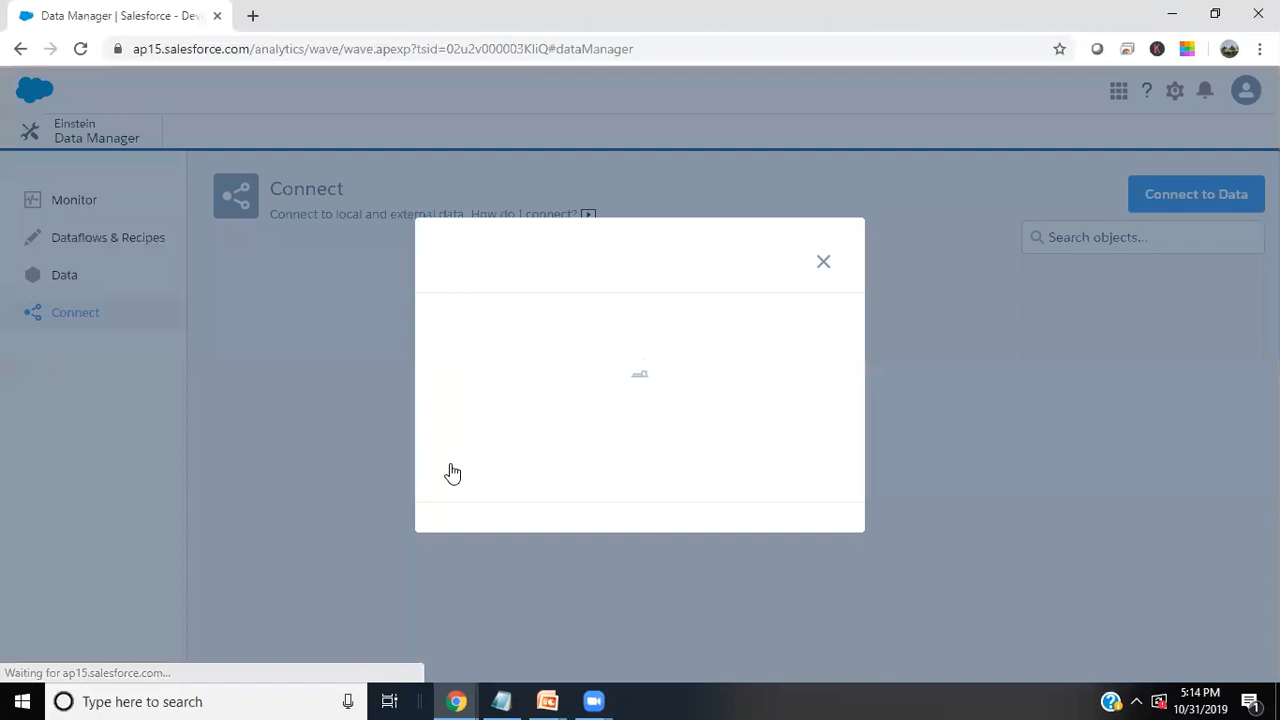 Data Manager | Salesforce - Deve
ap15.salesforce.com/analytics/wave/wave.apexp?tsid=02u2v000003KIiQ#dataManager
Einstein
Data Manager
Monitor
Dataflows & Recipes
Data
Connect
Connect
Connect to local and external data. How do I connect?
Connect to Data
Search objects...
Waiting for ap15.salesforce.com...
Type here to search
5:14 PM
10/31/2019